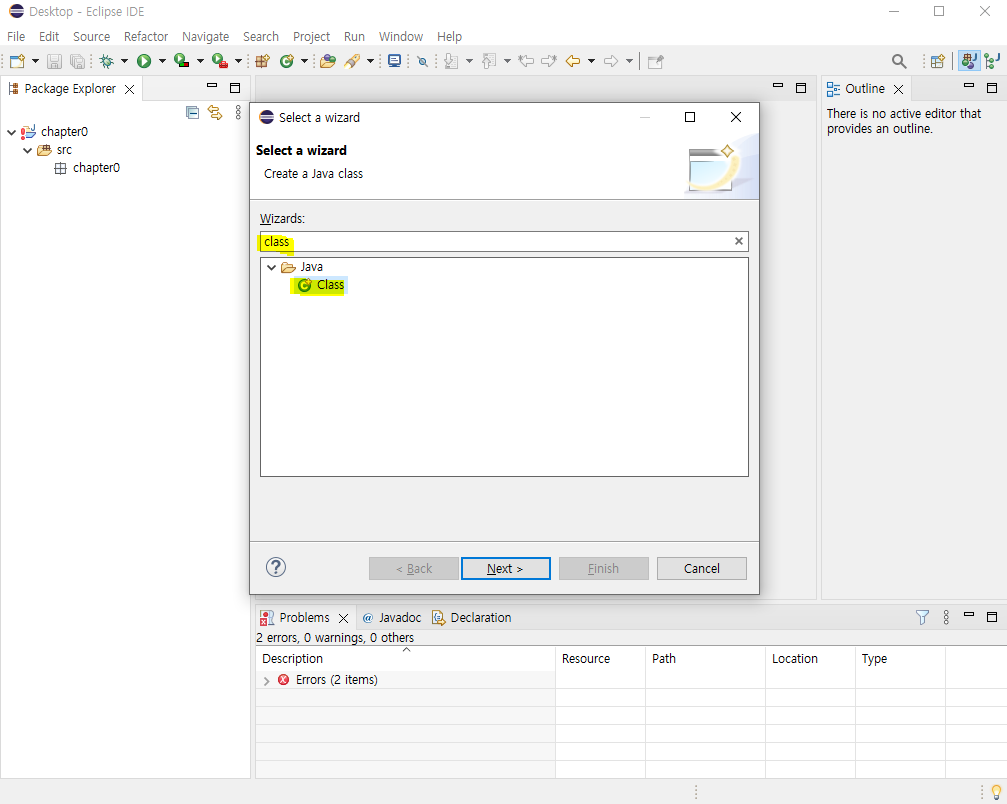 Desktop - Eclipse IDE
File Edit Source Refactor Navigate Search Project Run Window Help
Package Explorer
chapter0
src
chapter0
Select a wizard
Select a wizard
Create a Java class
Wizards:
class
Java
Class
< Back Next > Finish Cancel
Outline
There is no active editor that
provides an outline.
Problems @ Javadoc Declaration
2 errors, 0 warnings, 0 others
Description Resource Path Location Type
Errors (2 items)